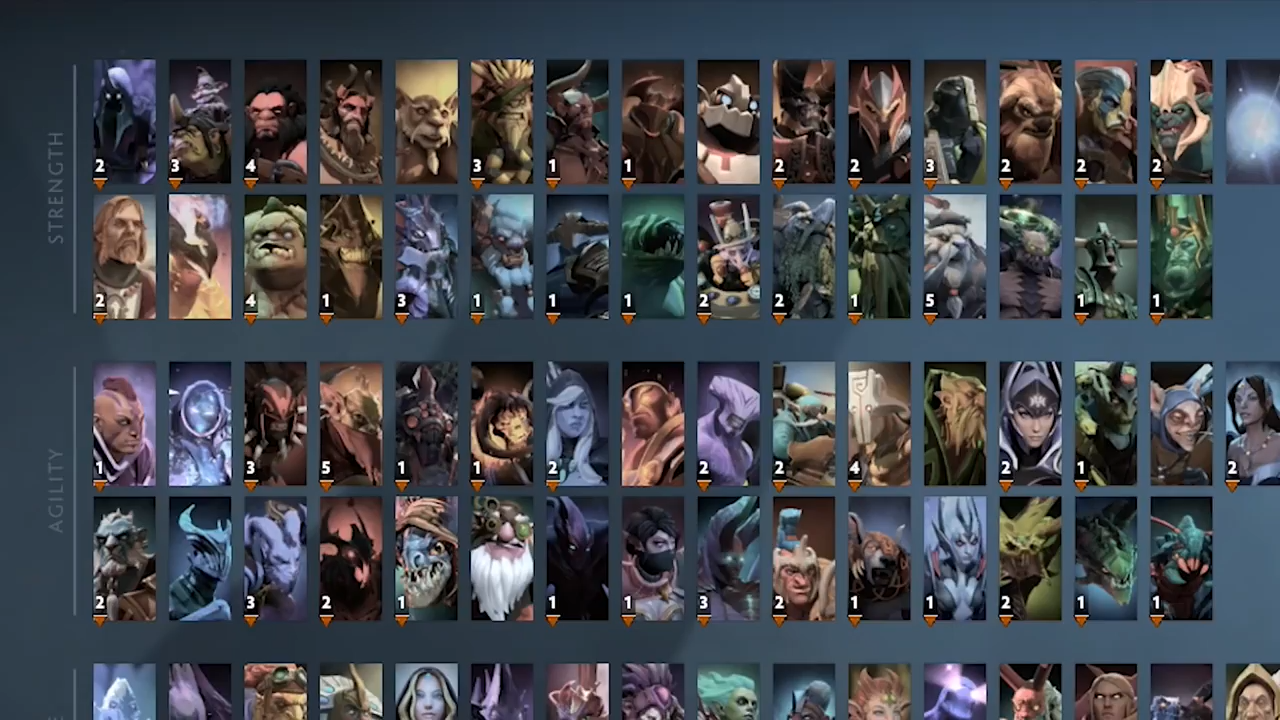 STRENGTH
2 3 4 3 1 1 2 2 3 2 2 2
2 4 1 3 1 1 1 2 2 1 5 1 1
AGILITY
1 3 5 1 1 2 2 2 4 2 1 2
2 3 2 1 1 1 3 2 1 1 2 1 1